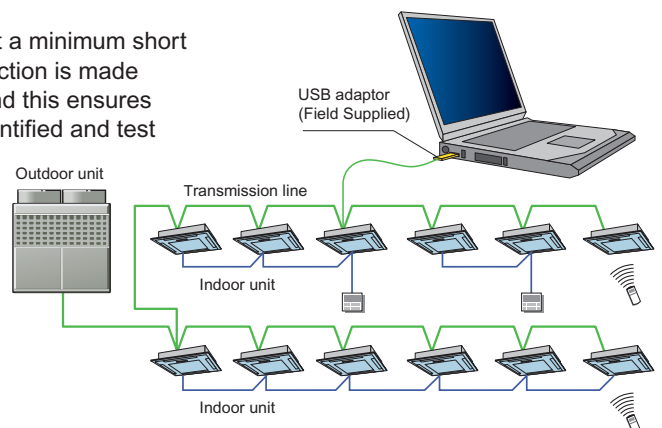 t a minimum short
ction is made
nd this ensures
ntified and test
USB adaptor
(Field Supplied)
Outdoor unit
Transmission line
Indoor unit
Indoor unit